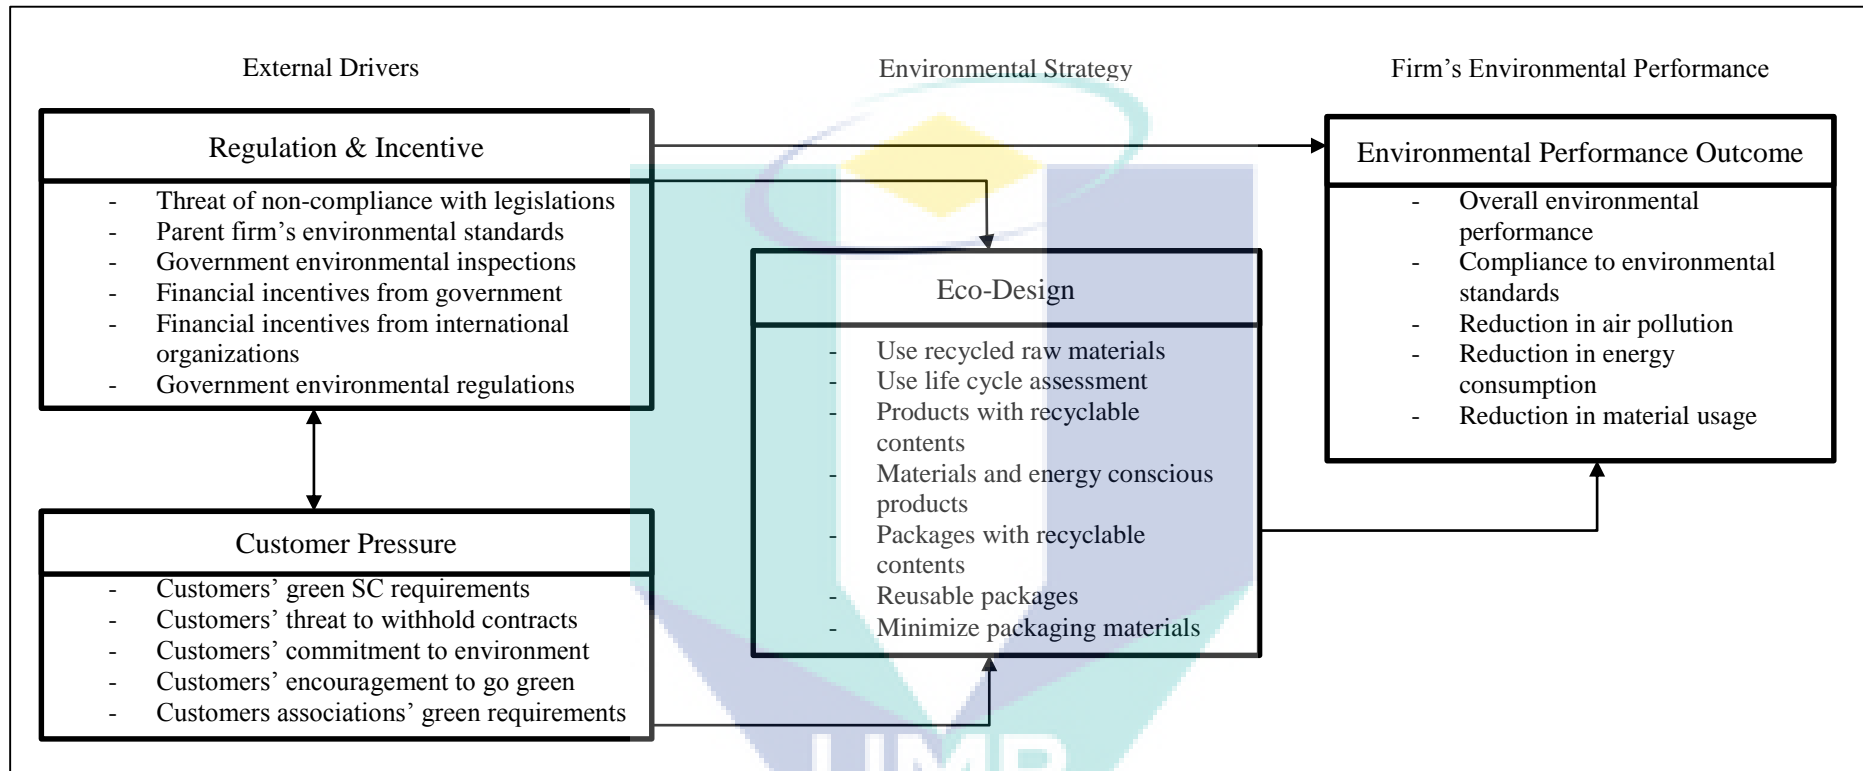 External Drivers
Environmental Strategy
Firm’s Environmental Performance
Regulation & Incentive
- Threat of non-compliance with legislations
- Parent firm’s environmental standards
- Government environmental inspections
- Financial incentives from government
- Financial incentives from international
organizations
- Government environmental regulations
Customer Pressure
- Customers’ green SC requirements
- Customers’ threat to withhold contracts
- Customers’ commitment to environment
- Customers’ encouragement to go green
- Customers associations’ green requirements
Eco-Design
- Use recycled raw materials
- Use life cycle assessment
- Products with recyclable
contents
- Materials and energy conscious
products
- Packages with recyclable
contents
- Reusable packages
- Minimize packaging materials
Environmental Performance Outcome
- Overall environmental
performance
- Compliance to environmental
standards
- Reduction in air pollution
- Reduction in energy
consumption
- Reduction in material usage
UMP